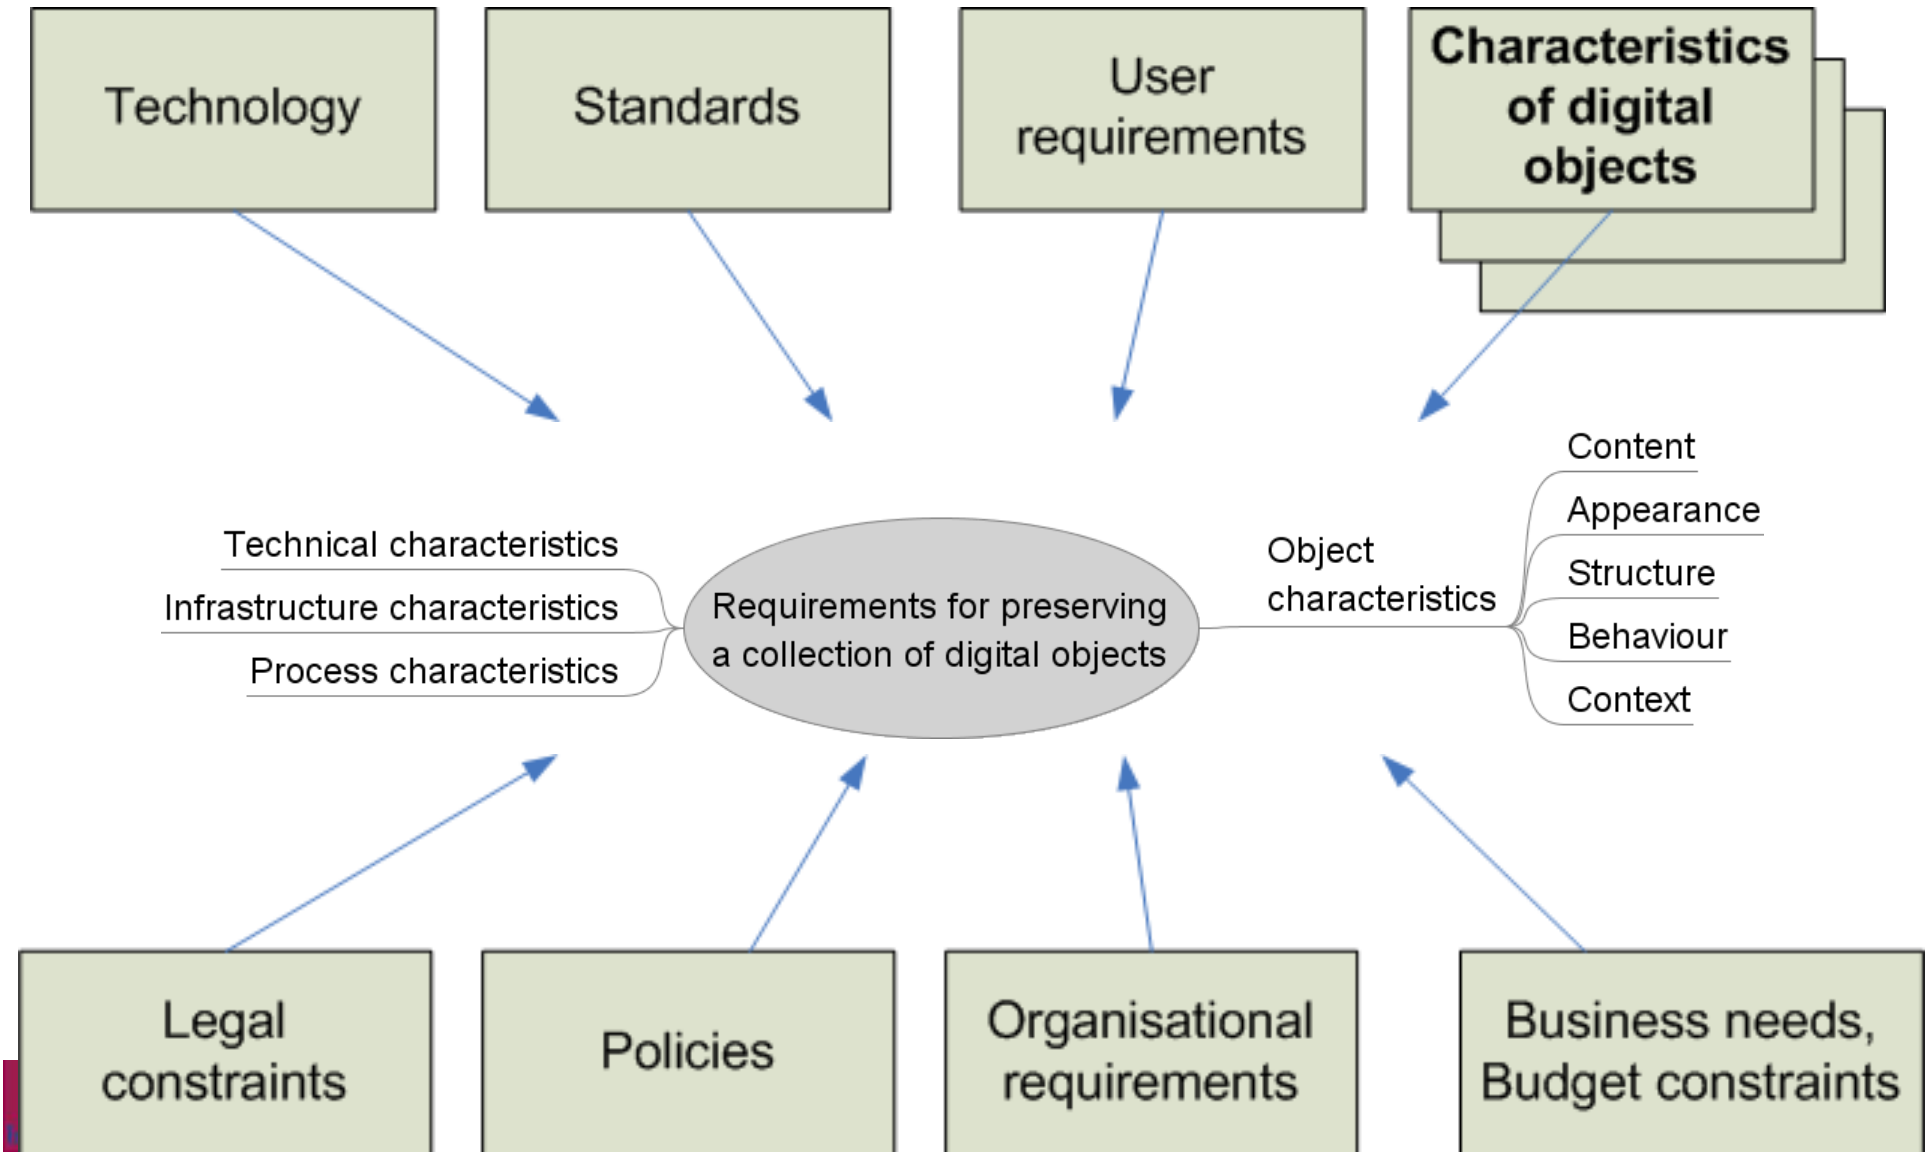 Technology
Standards
User
requirements
Characteristics
of digital
objects
Technical characteristics
Infrastructure characteristics
Process characteristics
Requirements for preserving
a collection of digital objects
Object
characteristics
Content
Appearance
Structure
Behaviour
Context
Legal
constraints
Policies
Organisational
requirements
Business needs,
Budget constraints